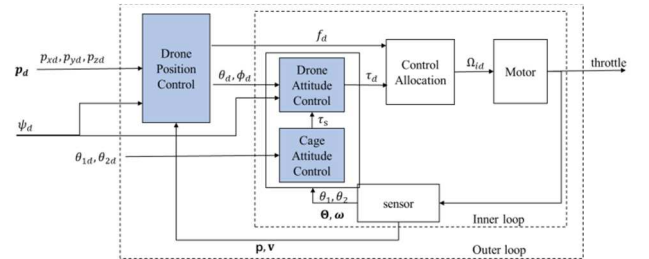 Drone
Position
Control
p_d
p_xd, p_yd, p_zd
ψ_d
f_d
θ_d, ϕ_d
Drone
Attitude
Control
τ_d
τ_s
Control
Allocation
Ω_id
Motor
throttle
θ_1d, θ_2d
Cage
Attitude
Control
θ_1, θ_2
Θ, ω
sensor
Inner loop
p, v
Outer loop